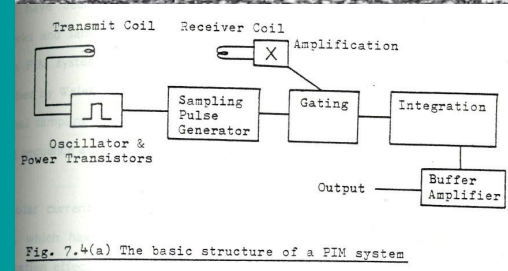 Transmit Coil
Receiver Coil
X
Amplification
Sampling
Pulse
Generator
Gating
Integration
Oscillator &
Power Transistors
Output
Buffer
Amplifier
Fig. 7.4(a) The basic structure of a PIM system